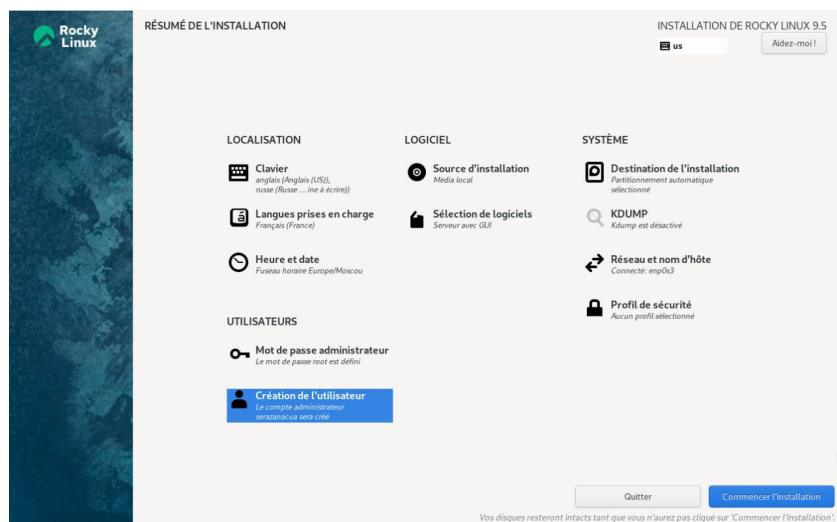 Rocky
Linux
RÉSUMÉ DE L'INSTALLATION
INSTALLATION DE ROCKY LINUX 9.5
us
Aidez-moi !
LOCALISATION
Clavier
anglais (Anglais (US)),
russe (Russe ... ine à écrire))
Langues prises en charge
Français (France)
Heure et date
Fuseau horaire Europe/Moscou
LOGICIEL
Source d'installation
Média local
Sélection de logiciels
Serveur avec GUI
SYSTÈME
Destination de l'installation
Partitionnement automatique
sélectionné
KDUMP
Kdump est désactivé
Réseau et nom d'hôte
Connecté: enp0s3
Profil de sécurité
Aucun profil sélectionné
UTILISATEURS
Mot de passe administrateur
Le mot de passe root est défini
Création de l'utilisateur
Le compte administrateur
serazanacua sera créé
Quitter
Commencer l'installation
Vos disques resteront intacts tant que vous n'aurez pas cliqué sur 'Commencer l'installation'.